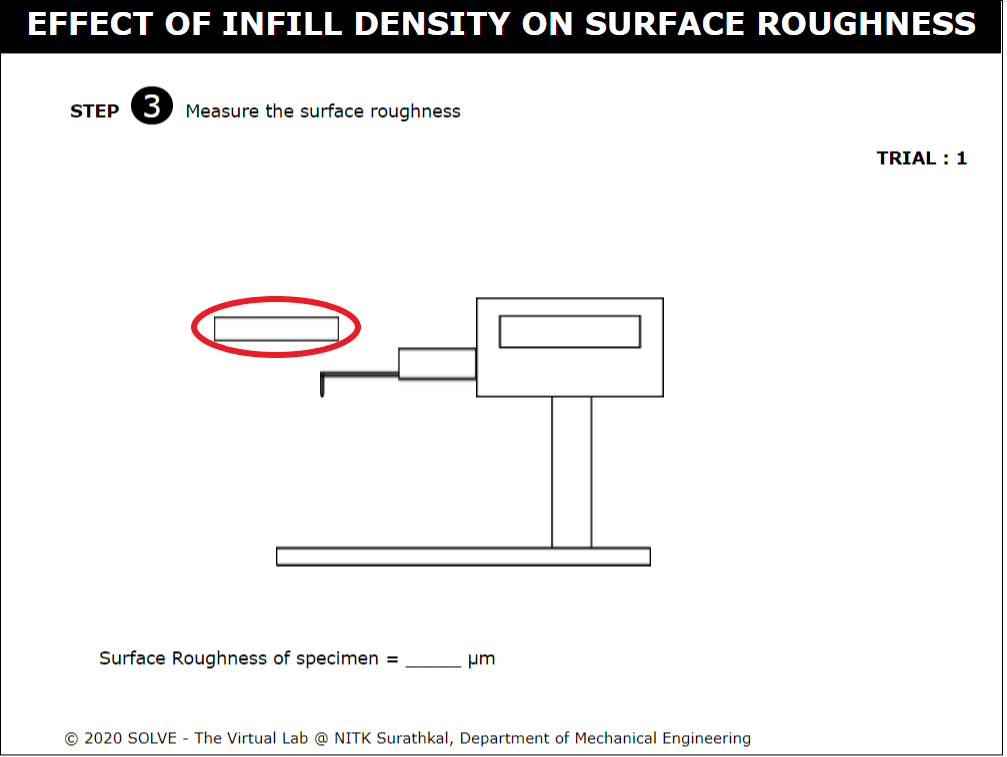 EFFECT OF INFILL DENSITY ON SURFACE ROUGHNESS
STEP 3 Measure the surface roughness
TRIAL : 1
Surface Roughness of specimen = ______ μm
© 2020 SOLVE - The Virtual Lab @ NITK Surathkal, Department of Mechanical Engineering